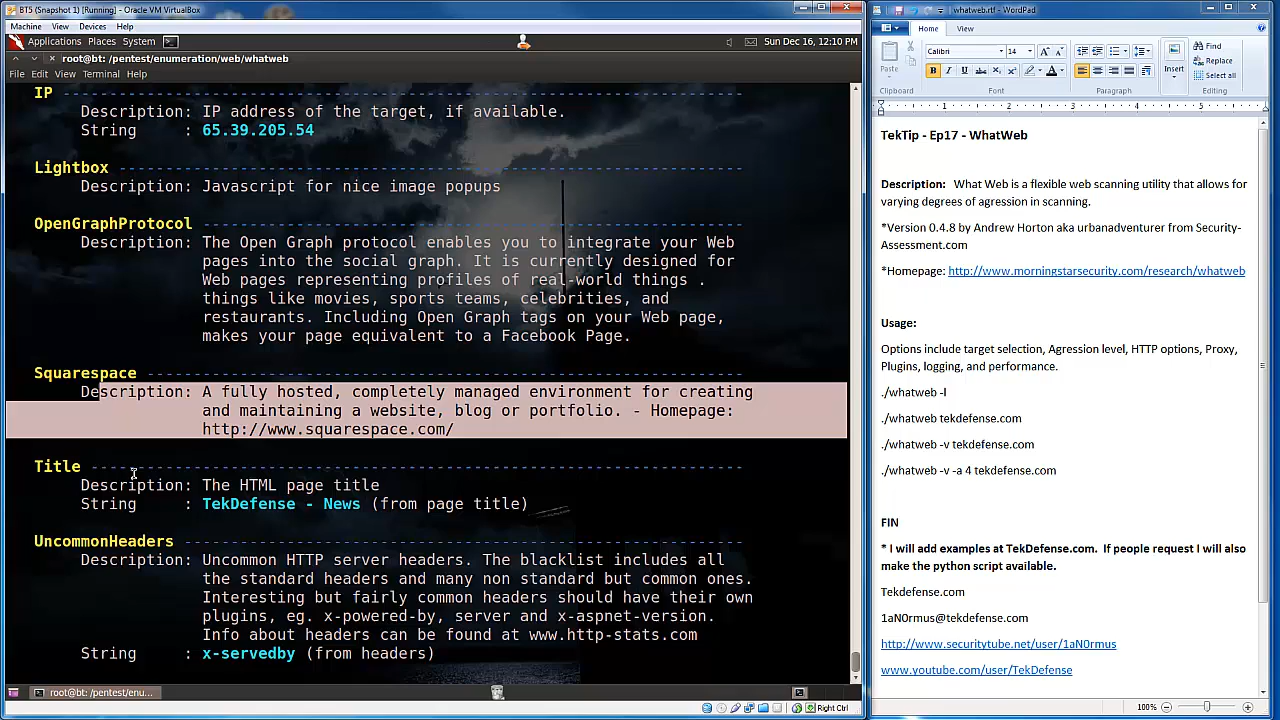 BT5 (Snapshot 1) [Running] - Oracle VM VirtualBox
Machine View Devices Help
Applications Places System
Sun Dec 16, 12:10 PM
root@bt: /pentest/enumeration/web/whatweb
File Edit View Terminal Help
IP
Description: IP address of the target, if available.
String : 65.39.205.54
Lightbox
Description: Javascript for nice image popups
OpenGraphProtocol
Description: The Open Graph protocol enables you to integrate your Web
pages into the social graph. It is currently designed for
Web pages representing profiles of real-world things .
things like movies, sports teams, celebrities, and
restaurants. Including Open Graph tags on your Web page,
makes your page equivalent to a Facebook Page.
Squarespace
Description: A fully hosted, completely managed environment for creating
and maintaining a website, blog or portfolio. - Homepage:
http://www.squarespace.com/
Title
Description: The HTML page title
String : TekDefense - News (from page title)
UncommonHeaders
Description: Uncommon HTTP server headers. The blacklist includes all
the standard headers and many non standard but common ones.
Interesting but fairly common headers should have their own
plugins, eg. x-powered-by, server and x-aspnet-version.
Info about headers can be found at www.http-stats.com
String : x-servedby (from headers)
root@bt: /pentest/enu...
Right Ctrl
whatweb.rtf - WordPad
Home View
Paste
Calibri 14
Insert
Find
Replace
Select all
Clipboard Font Paragraph Editing
1 2 3 4 5
TekTip - Ep17 - WhatWeb
Description: What Web is a flexible web scanning utility that allows for
varying degrees of agression in scanning.
*Version 0.4.8 by Andrew Horton aka urbanadventurer from Security-
Assessment.com
*Homepage: http://www.morningstarsecurity.com/research/whatweb
Usage:
Options include target selection, Agression level, HTTP options, Proxy,
Plugins, logging, and performance.
./whatweb -l
./whatweb tekdefense.com
./whatweb -v tekdefense.com
./whatweb -v -a 4 tekdefense.com
FIN
* I will add examples at TekDefense.com. If people request I will also
make the python script available.
Tekdefense.com
1aN0rmus@tekdefense.com
http://www.securitytube.net/user/1aN0rmus
www.youtube.com/user/TekDefense
100%